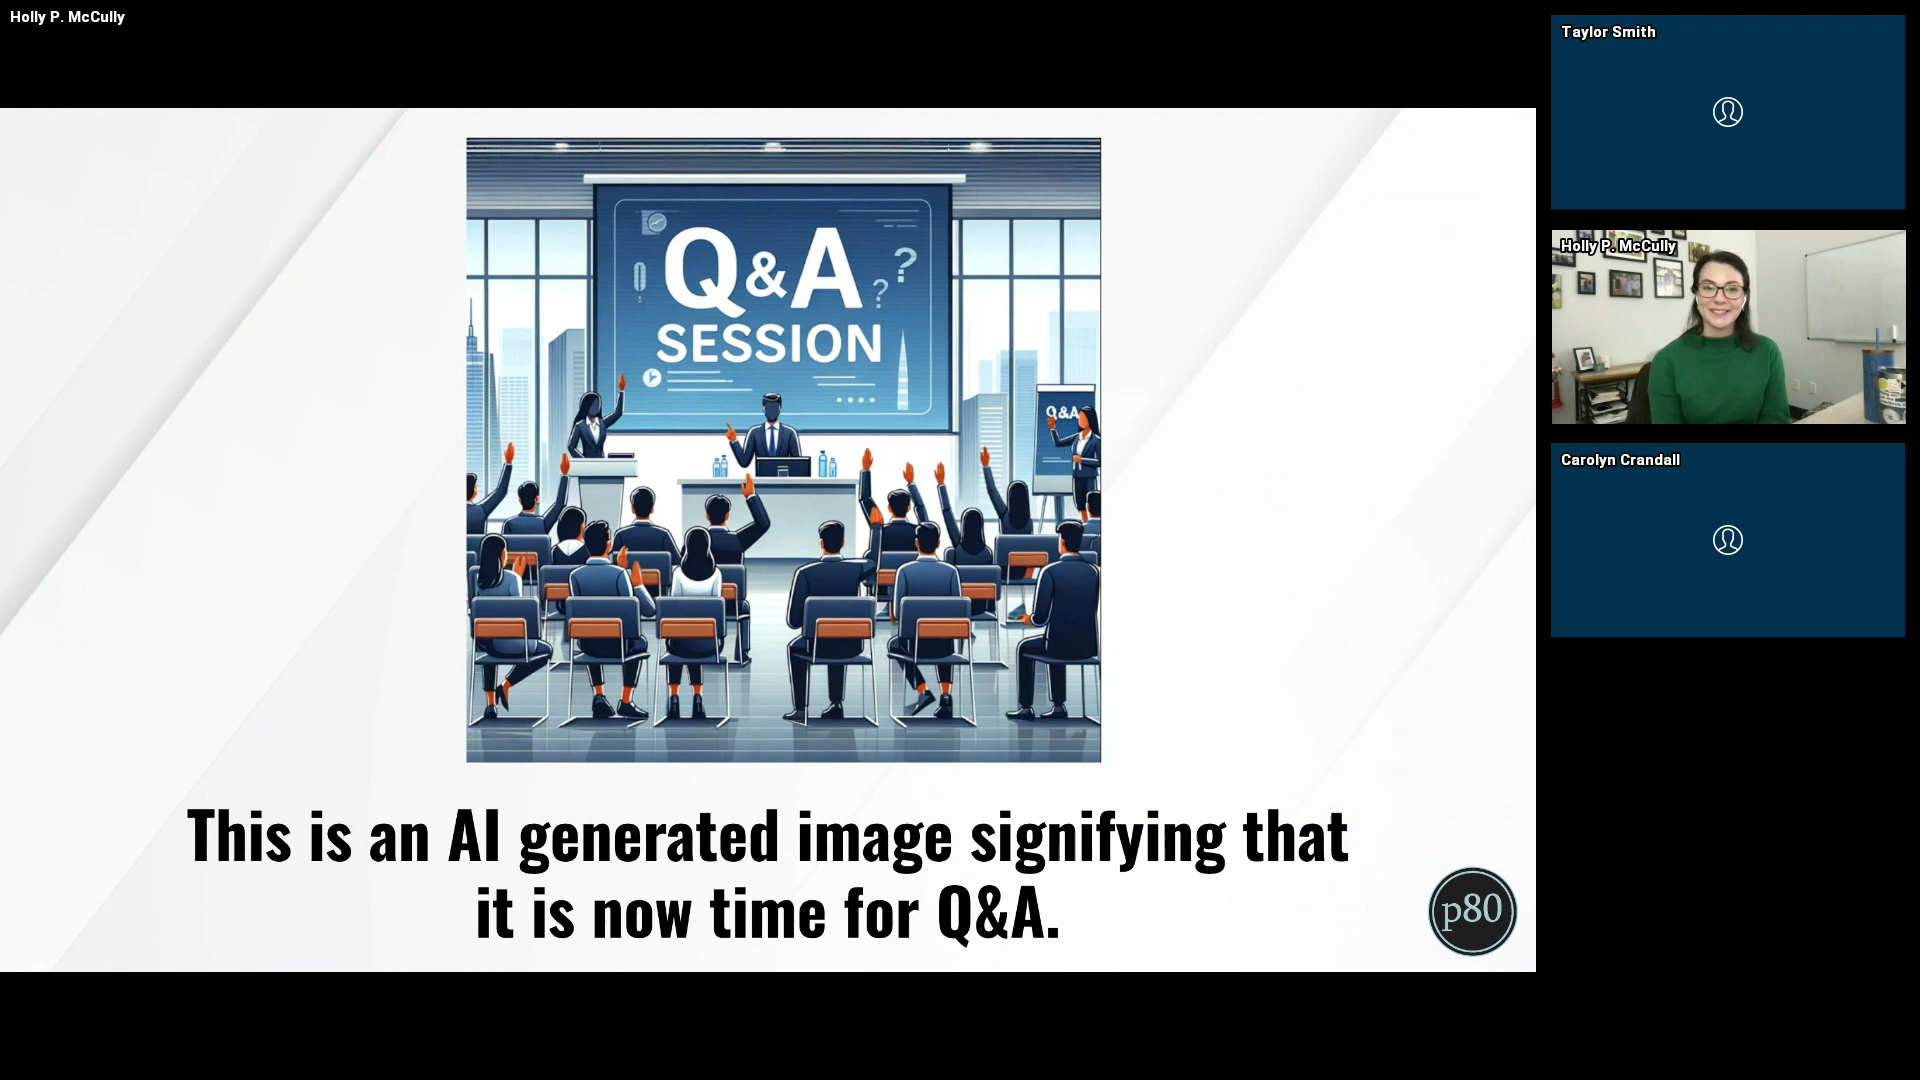 Holly P. McCully
Q&A
SESSION
?
?
Q&A
This is an AI generated image signifying that
it is now time for Q&A.
p80
Taylor Smith
Holly P. McCully
Carolyn Crandall